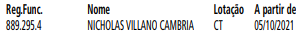 Reg.Func. Nome Lotação A partir de
889.295.4 NICHOLAS VILLANO CAMBRIA CT 05/10/2021